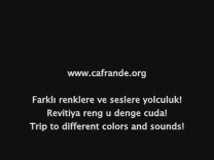 www.cafrande.org
Farklı renklere ve seslere yolculuk!
Revitiya reng u denge cuda!
Trip to different colors and sounds!